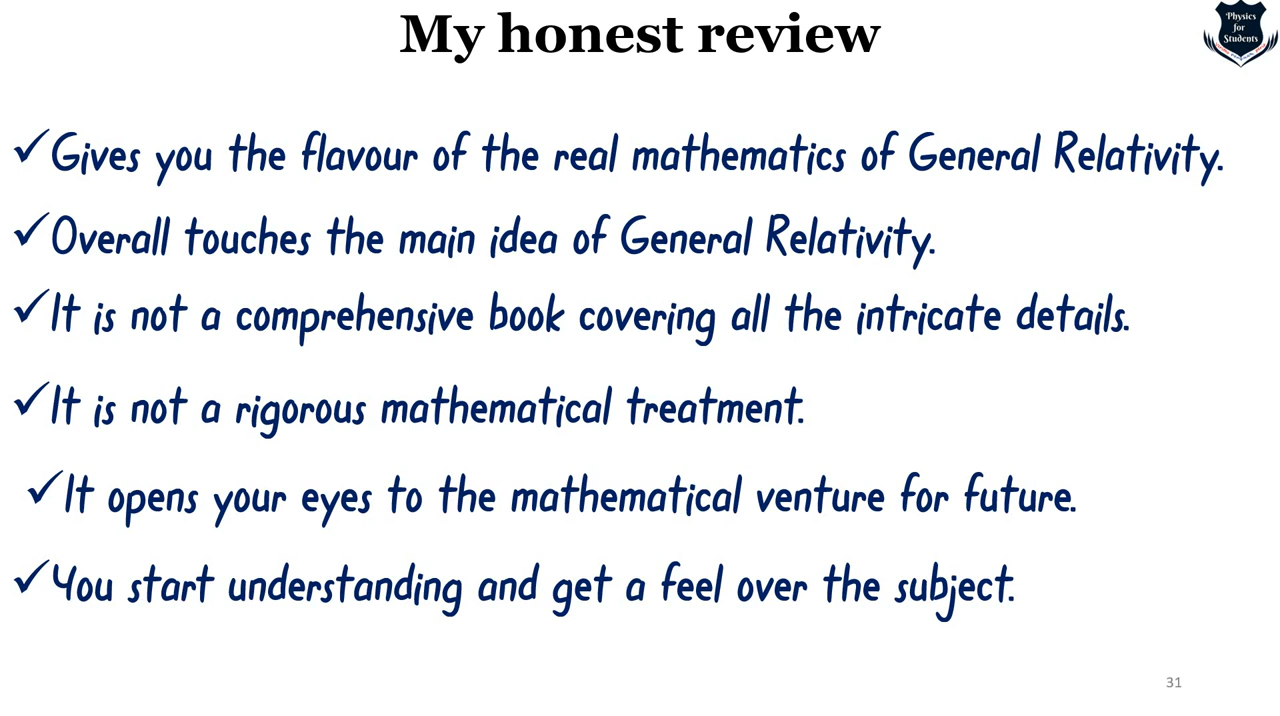 My honest review
Physics
for
Students
✓Gives you the flavour of the real mathematics of General Relativity.
✓Overall touches the main idea of General Relativity.
✓It is not a comprehensive book covering all the intricate details.
✓It is not a rigorous mathematical treatment.
✓It opens your eyes to the mathematical venture for future.
✓You start understanding and get a feel over the subject.
31